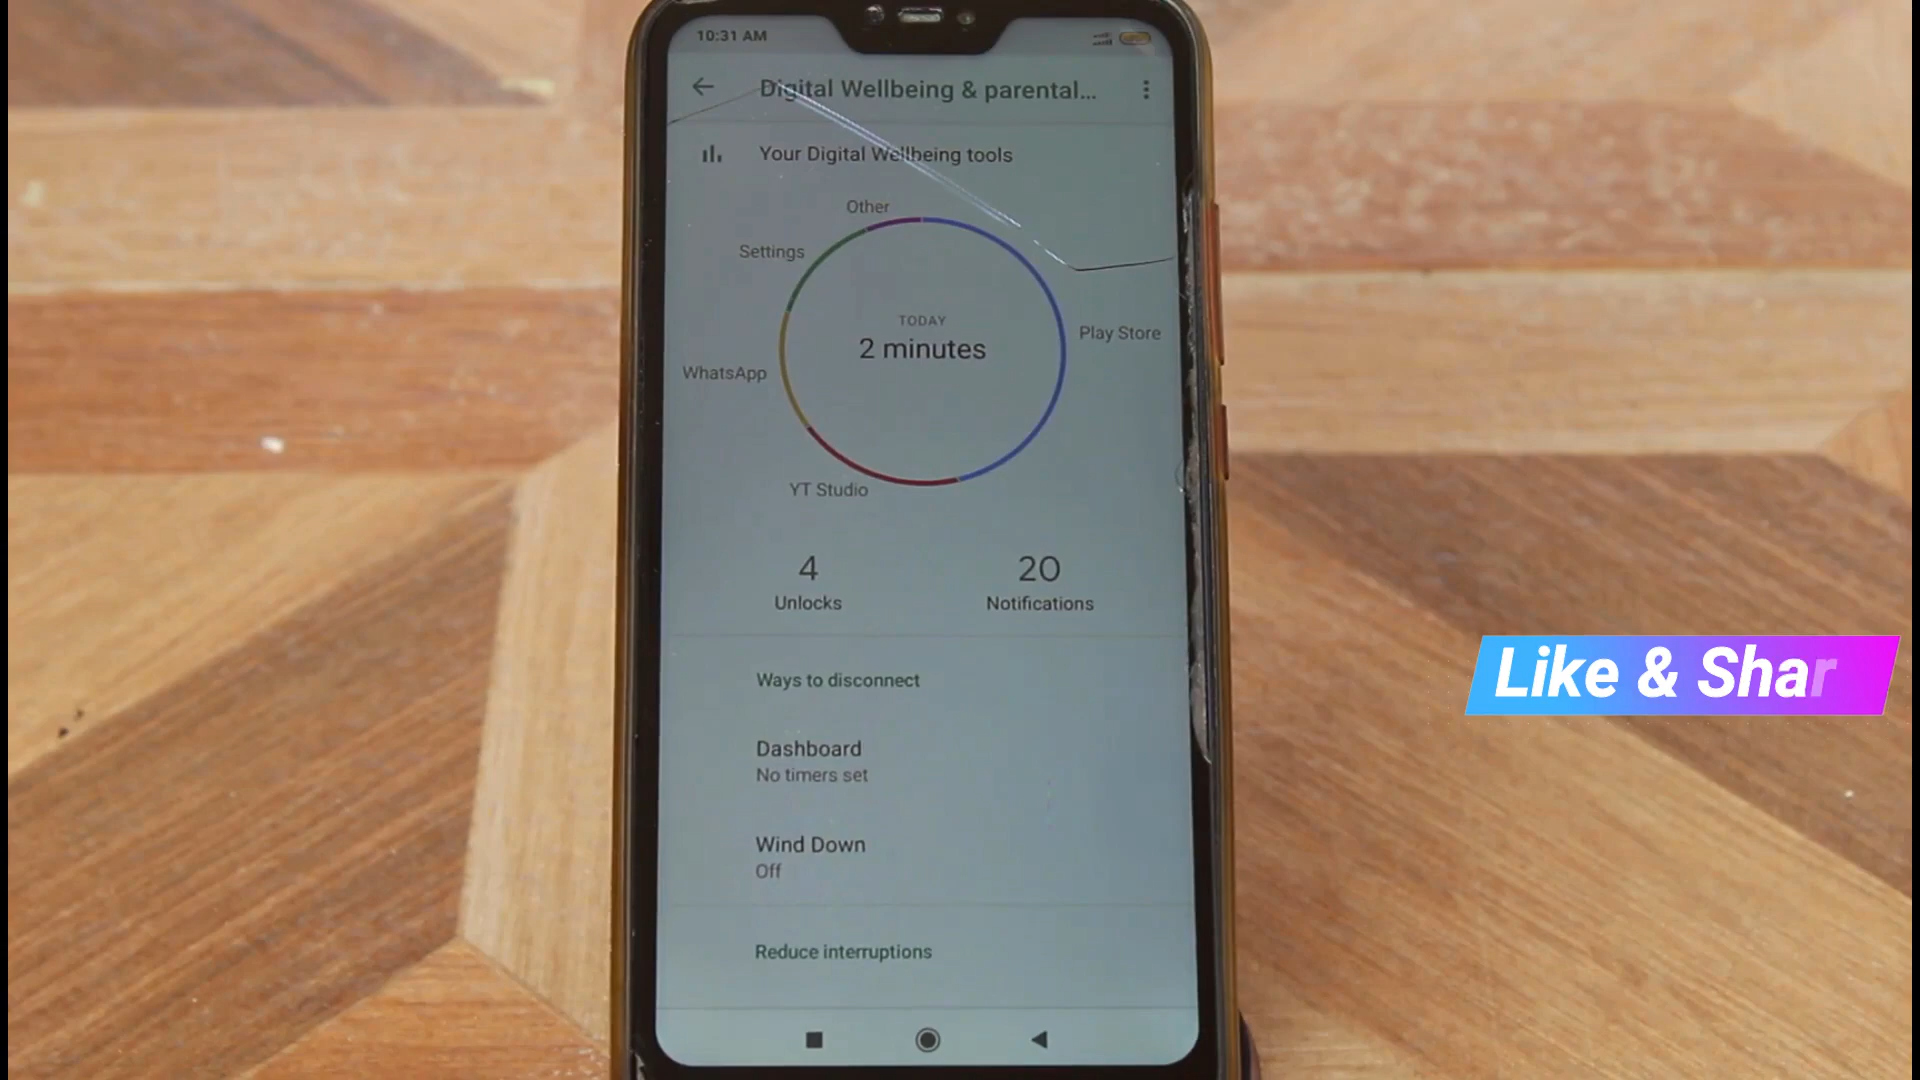 10:31 AM
Digital Wellbeing & parental...
Your Digital Wellbeing tools
Other
Settings
TODAY
2 minutes
Play Store
WhatsApp
YT Studio
4
Unlocks
20
Notifications
Like & Shar
Ways to disconnect
Dashboard
No timers set
Wind Down
Off
Reduce interruptions